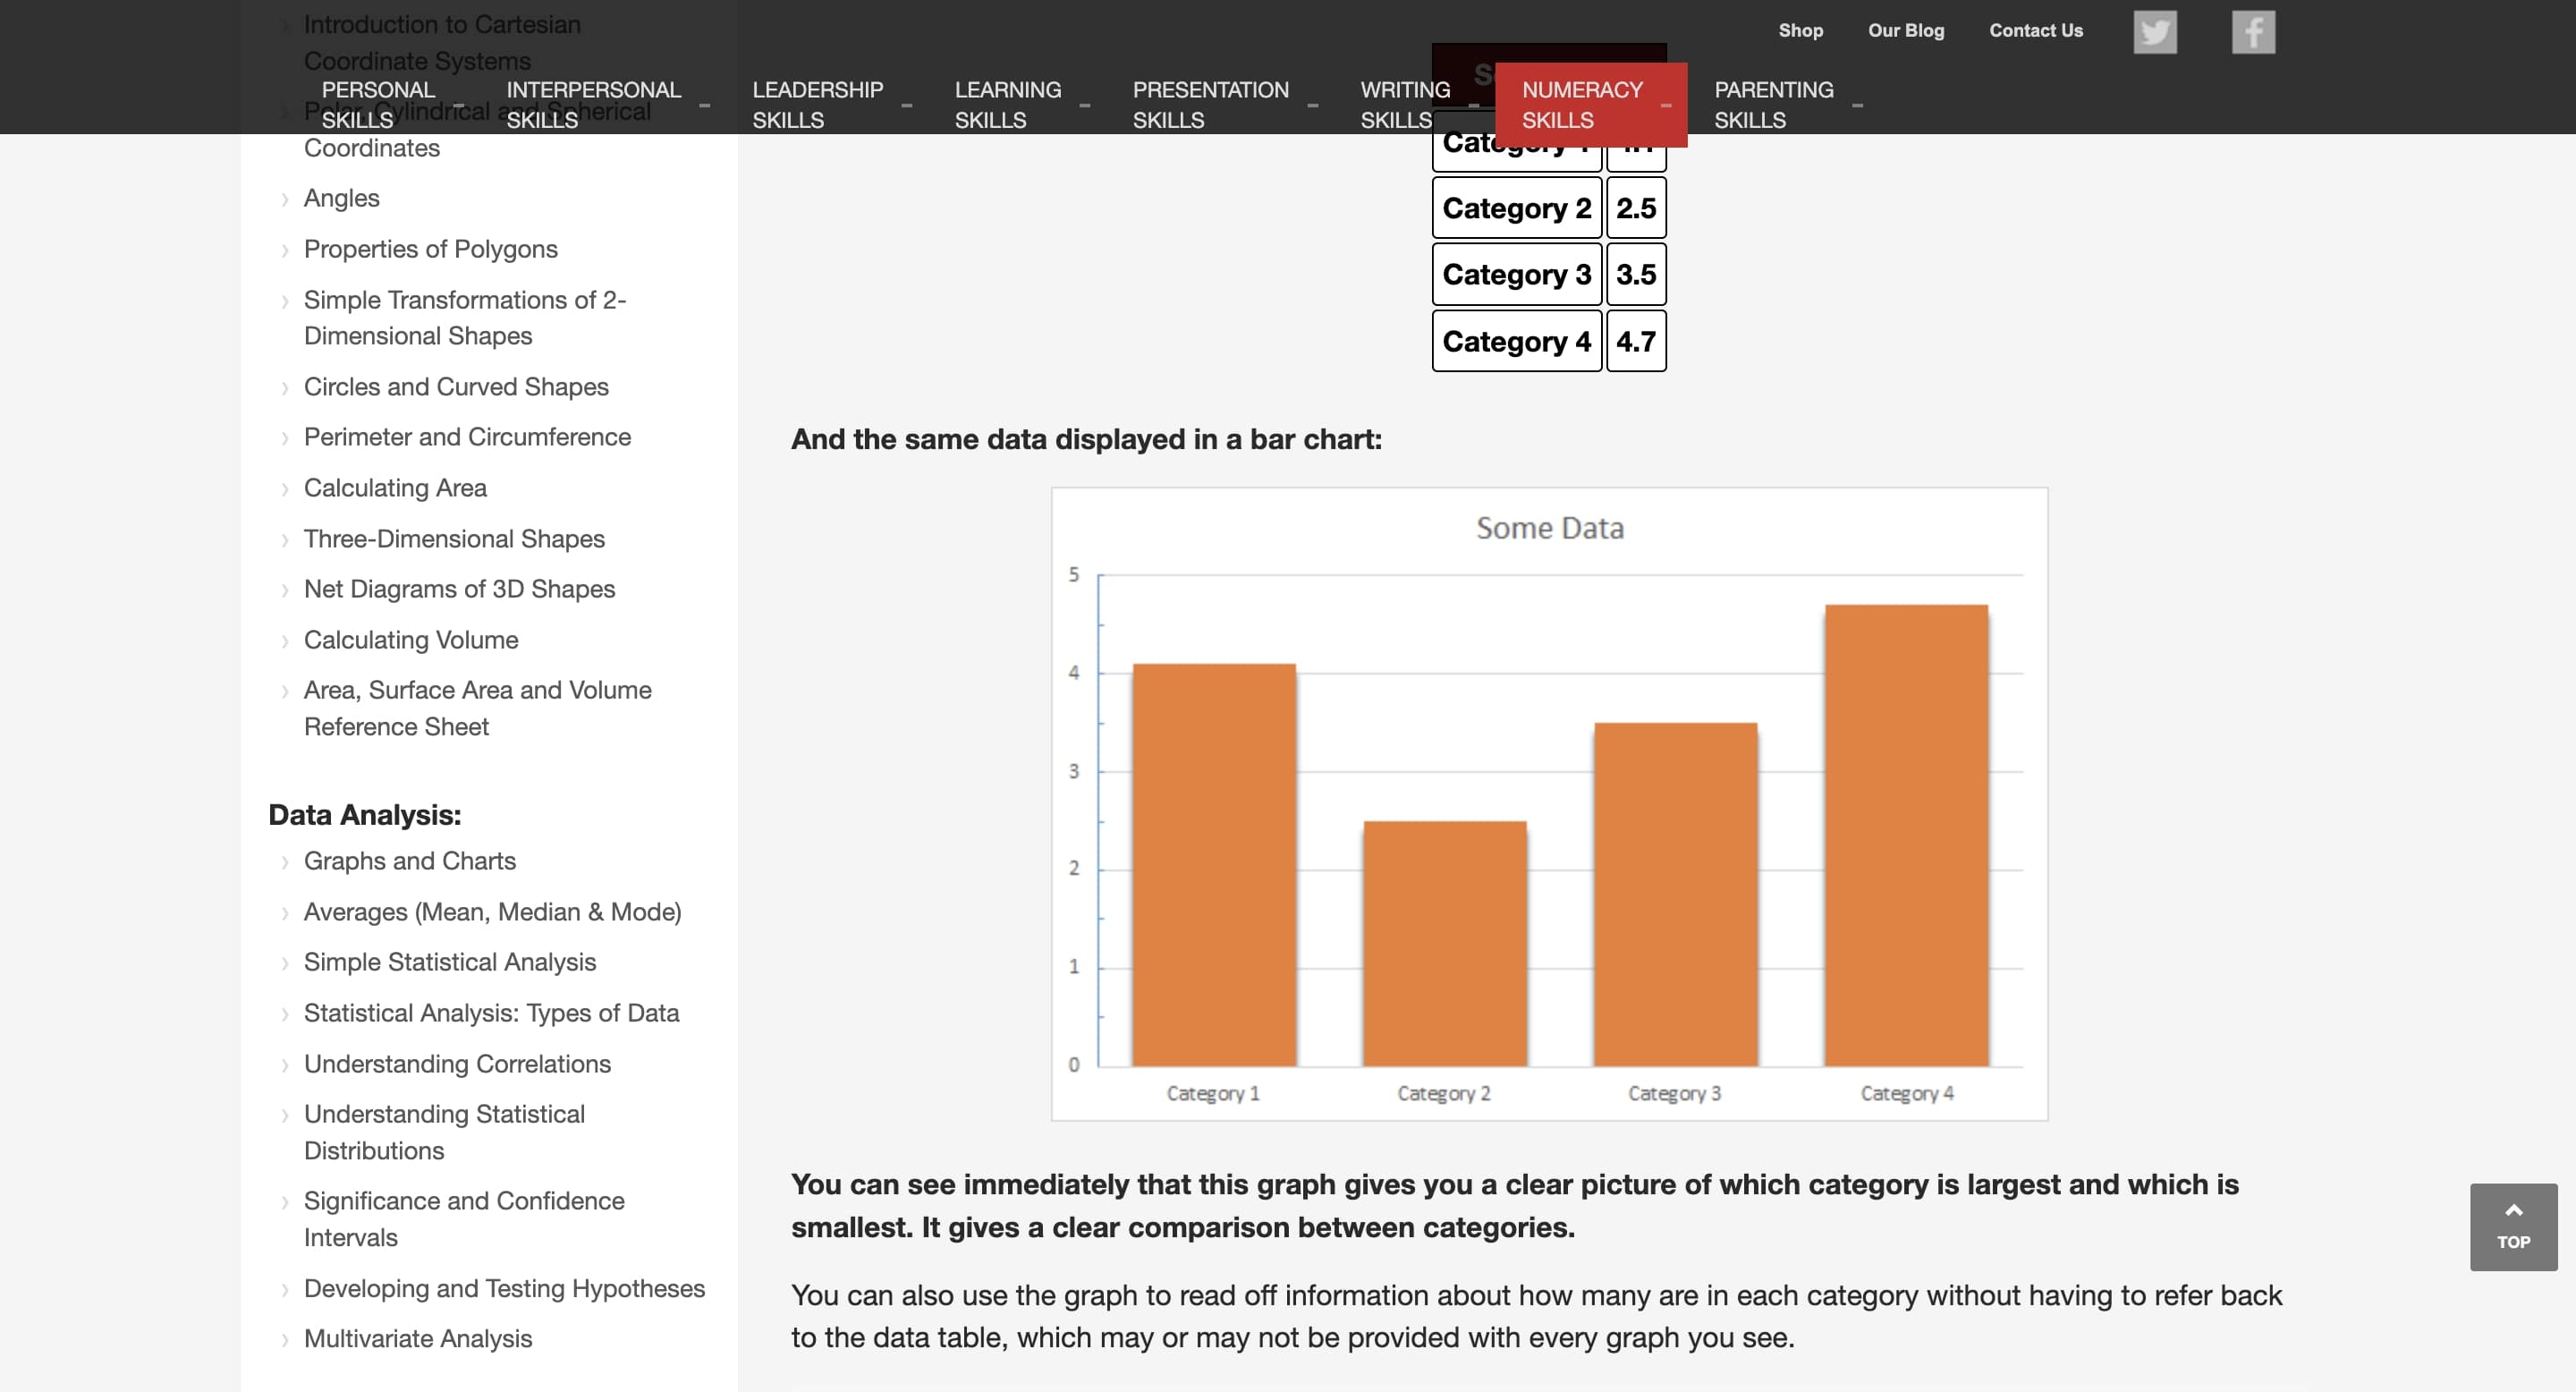 Shop Our Blog Contact Us
PERSONAL SKILLS
INTERPERSONAL SKILLS
LEADERSHIP SKILLS
LEARNING SKILLS
PRESENTATION SKILLS
WRITING SKILLS
NUMERACY SKILLS
PARENTING SKILLS
Introduction to Cartesian
Coordinate Systems
Polar, Cylindrical and Spherical
Coordinates
Angles
Properties of Polygons
Simple Transformations of 2-
Dimensional Shapes
Circles and Curved Shapes
Perimeter and Circumference
Calculating Area
Three-Dimensional Shapes
Net Diagrams of 3D Shapes
Calculating Volume
Area, Surface Area and Volume
Reference Sheet
Data Analysis:
Graphs and Charts
Averages (Mean, Median & Mode)
Simple Statistical Analysis
Statistical Analysis: Types of Data
Understanding Correlations
Understanding Statistical
Distributions
Significance and Confidence
Intervals
Developing and Testing Hypotheses
Multivariate Analysis
Category 1
Category 2 2.5
Category 3 3.5
Category 4 4.7
And the same data displayed in a bar chart:
Some Data
5
4
3
2
1
0
Category 1 Category 2 Category 3 Category 4
You can see immediately that this graph gives you a clear picture of which category is largest and which is
smallest. It gives a clear comparison between categories.
You can also use the graph to read off information about how many are in each category without having to refer back
to the data table, which may or may not be provided with every graph you see.
TOP